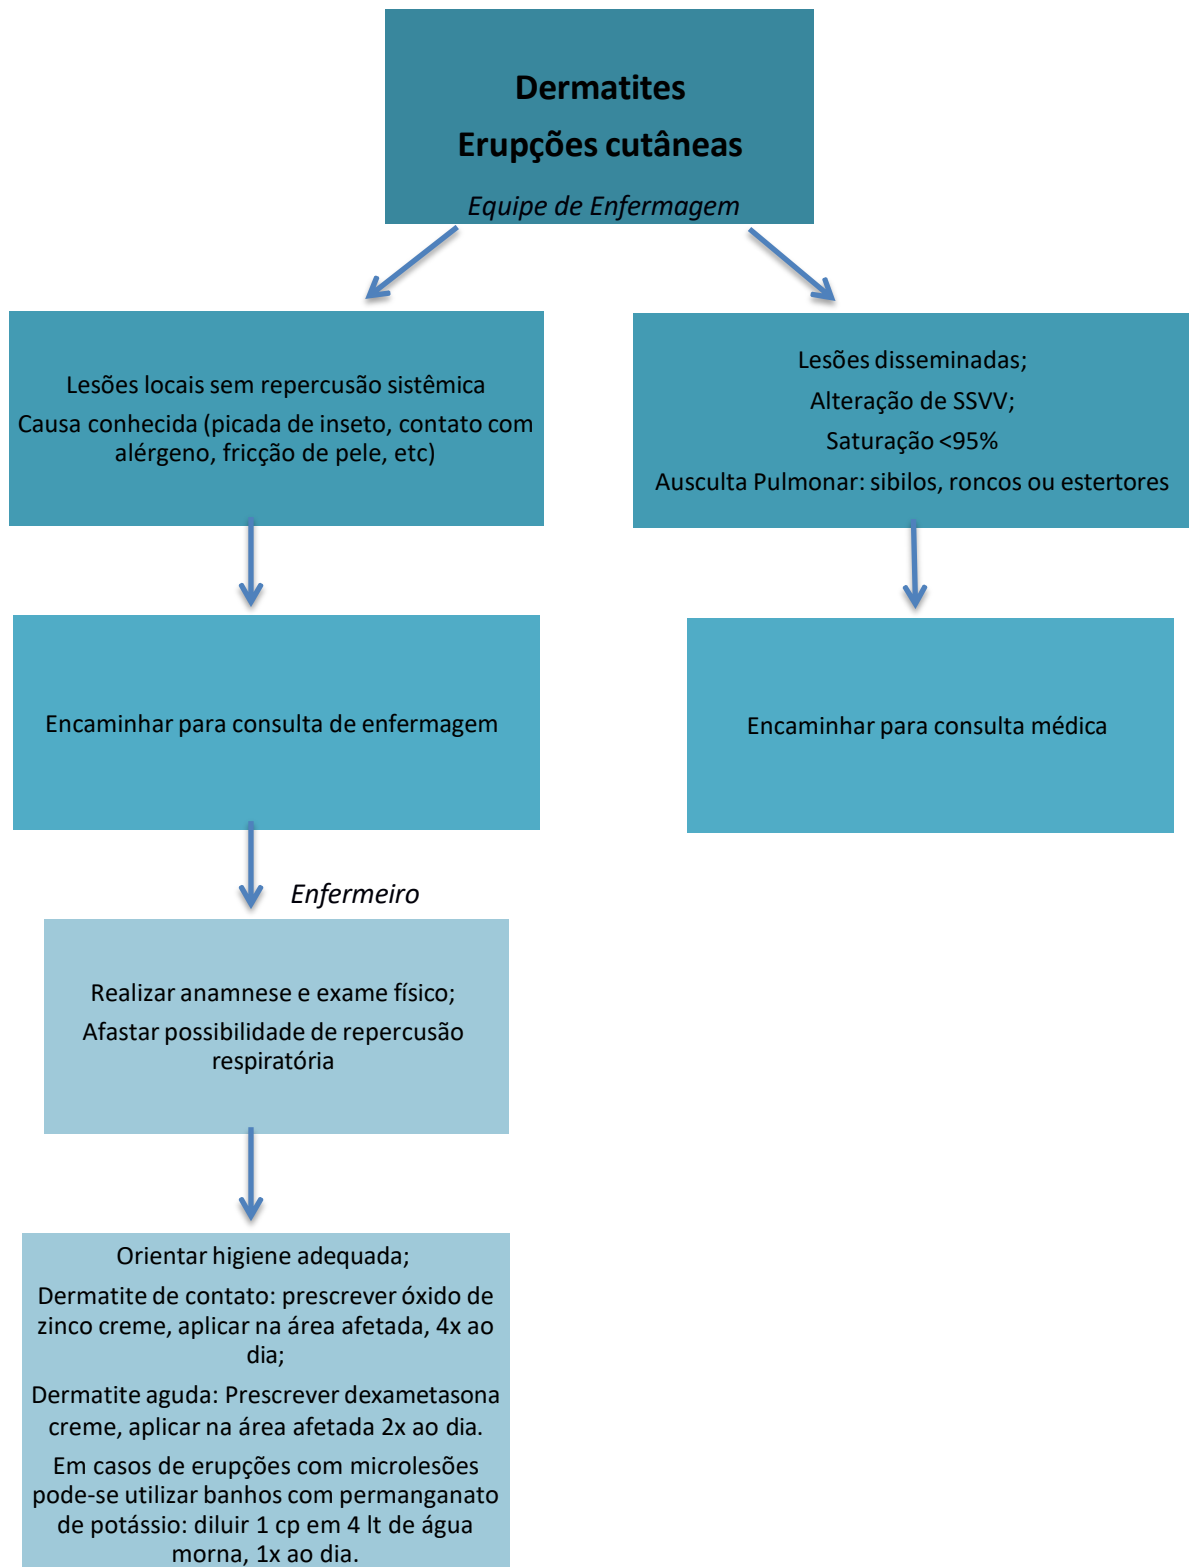 Dermatites
Erupções cutâneas
Equipe de Enfermagem
Lesões locais sem repercusão sistêmica
Causa conhecida (picada de inseto, contato com
alérgeno, fricção de pele, etc)
Lesões disseminadas;
Alteração de SSVV;
Saturação <95%
Ausculta Pulmonar: sibilos, roncos ou estertores
Encaminhar para consulta de enfermagem
Encaminhar para consulta médica
Enfermeiro
Realizar anamnese e exame físico;
Afastar possibilidade de repercusão
respiratória
Orientar higiene adequada;
Dermatite de contato: prescrever óxido de
zinco creme, aplicar na área afetada, 4x ao
dia;
Dermatite aguda: Prescrever dexametasona
creme, aplicar na área afetada 2x ao dia.
Em casos de erupções com microlesões
pode-se utilizar banhos com permanganato
de potássio: diluir 1 cp em 4 lt de água
morna, 1x ao dia.